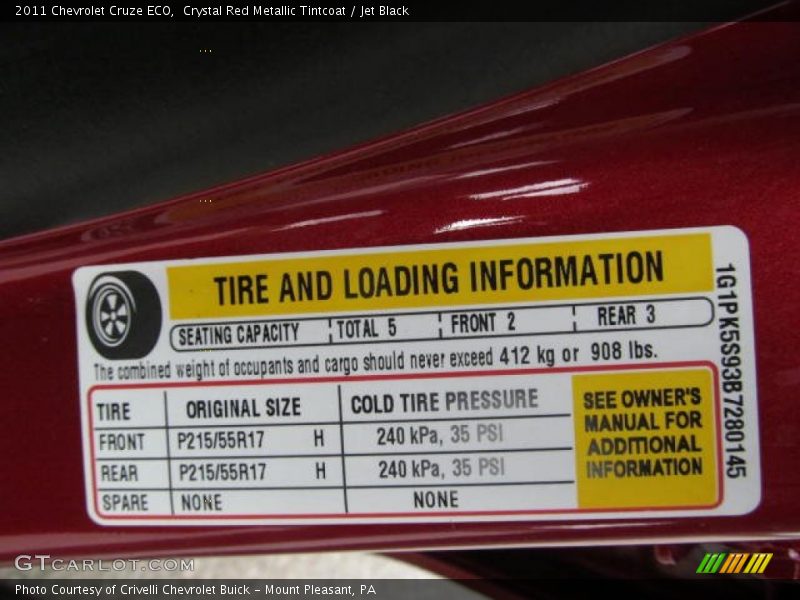 2011 Chevrolet Cruze ECO, Crystal Red Metallic Tintcoat / Jet Black
TIRE AND LOADING INFORMATION
SEATING CAPACITY TOTAL 5 FRONT 2 REAR 3
The combined weight of occupants and cargo should never exceed 412 kg or 908 lbs.
TIRE ORIGINAL SIZE COLD TIRE PRESSURE
FRONT P215/55R17 H 240 kPa, 35 PSI
REAR P215/55R17 H 240 kPa, 35 PSI
SPARE NONE NONE
SEE OWNER'S
MANUAL FOR
ADDITIONAL
INFORMATION
1G1PK5S93B7280145
GTCARLOT.COM
Photo Courtesy of Crivelli Chevrolet Buick - Mount Pleasant, PA